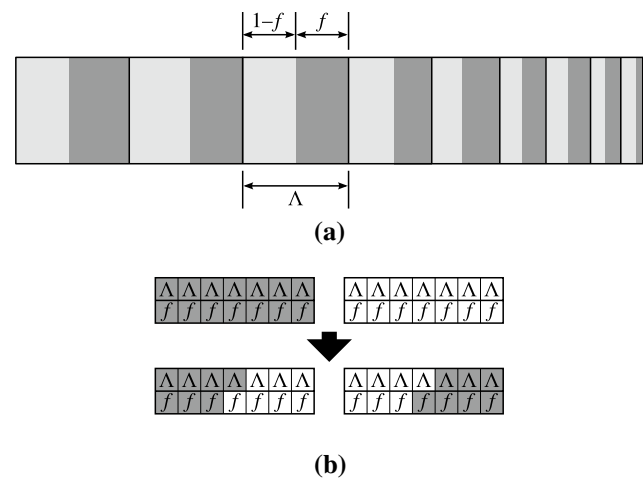 1–f f
Λ
(a)
Λ Λ Λ Λ Λ Λ Λ Λ Λ Λ Λ Λ Λ Λ
f f f f f f f f f f f f f f
Λ Λ Λ Λ Λ Λ Λ Λ Λ Λ Λ Λ Λ Λ
f f f f f f f f f f f f f f
(b)